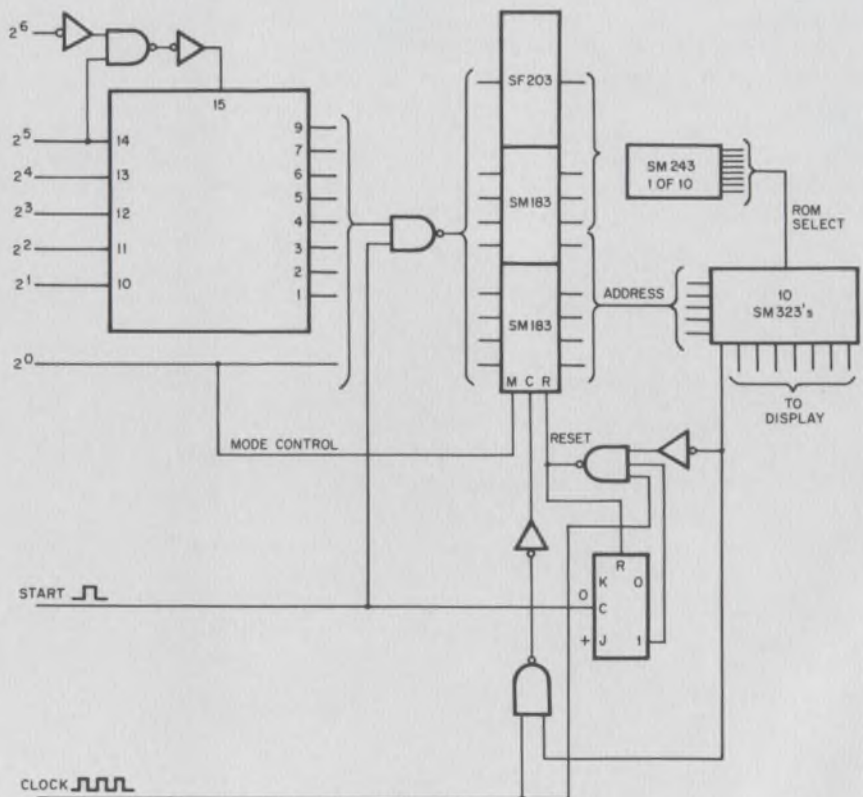 2⁶
15
SF203
2⁵
14
9
7
2⁴
13
6
5
2³
12
4
3
2²
11
2
2¹
10
1
2⁰
SM183
SM183
M C R
SM 243
1 OF 10
ROM
SELECT
ADDRESS
10
SM323's
TO
DISPLAY
MODE CONTROL
RESET
R
K O
O
C
+ J 1
START
CLOCK